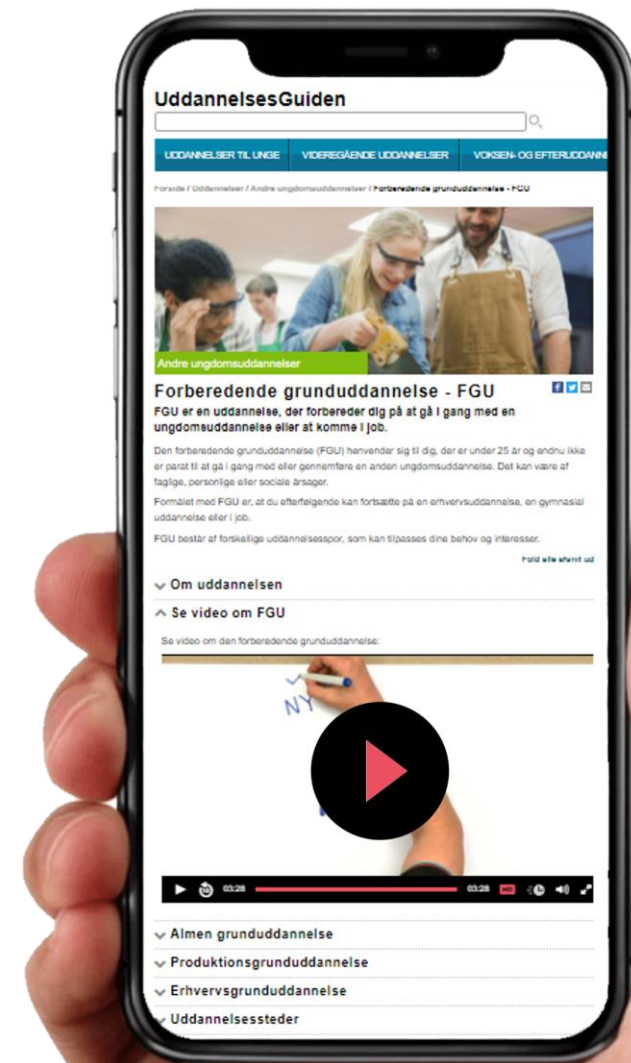 UddannelsesGuiden
UDDANNELSER TIL UNGE VIDEREGÅENDE UDDANNELSER VOKSEN- OG EFTERUDDANN
Forside / Uddannelser / Andre ungdomsuddannelser / Forberedende grunduddannelse - FGU
Andre ungdomsuddannelser
Forberedende grunduddannelse - FGU
FGU er en uddannelse, der forbereder dig på at gå i gang med en
ungdomsuddannelse eller at komme i job.
Den forberedende grunduddannelse (FGU) henvender sig til dig, der er under 25 år og endnu ikke
er parat til at gå i gang med eller gennemføre en anden ungdomsuddannelse. Det kan være af
faglige, personlige eller sociale årsager.
Formålet med FGU er, at du efterfølgende kan fortsætte på en erhvervsuddannelse, en gymnasial
uddannelse eller i job.
FGU består af forskellige uddannelsesspor, som kan tilpasses dine behov og interesser.
Fold alle afsnit ud
Om uddannelsen
Se video om FGU
Se video om den forberedende grunduddannelse:
NY
03:28 03:28 HD
Almen grunduddannelse
Produktionsgrunduddannelse
Erhvervsgrunduddannelse
Uddannelsessteder